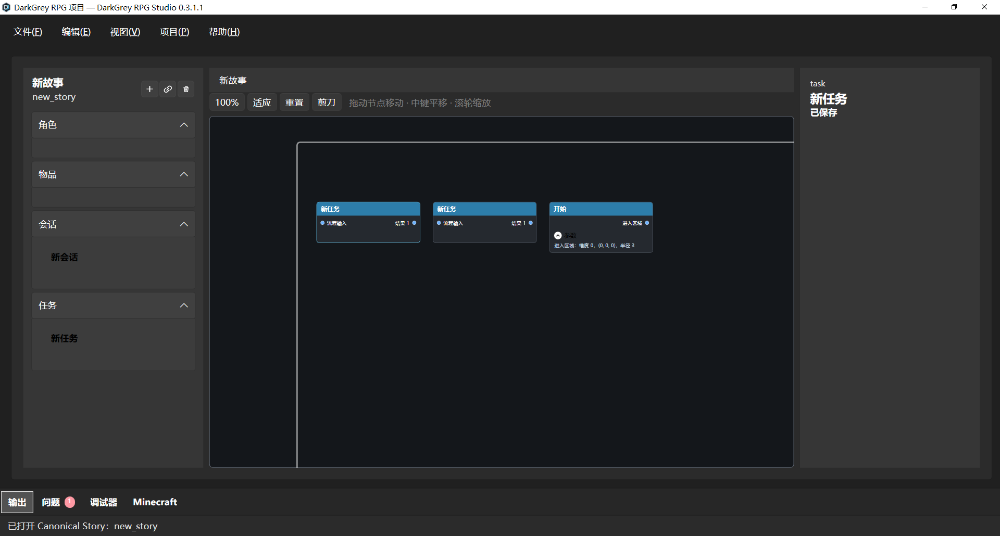 DarkGrey RPG 项目 — DarkGrey RPG Studio 0.3.1.1
文件(F) 编辑(E) 视图(V) 项目(P) 帮助(H)
新故事
new_story
角色
物品
会话
新会话
任务
新任务
新故事
100% 适应 重置 剪刀 拖动节点移动 · 中键平移 · 滚轮缩放
新任务
流程输入 结果 1
新任务
流程输入 结果 1
开始
进入区域
参数
进入区域：维度 0，(0, 0, 0)，半径 3
task
新任务
已保存
输出 问题 1 调试器 Minecraft
已打开 Canonical Story：new_story